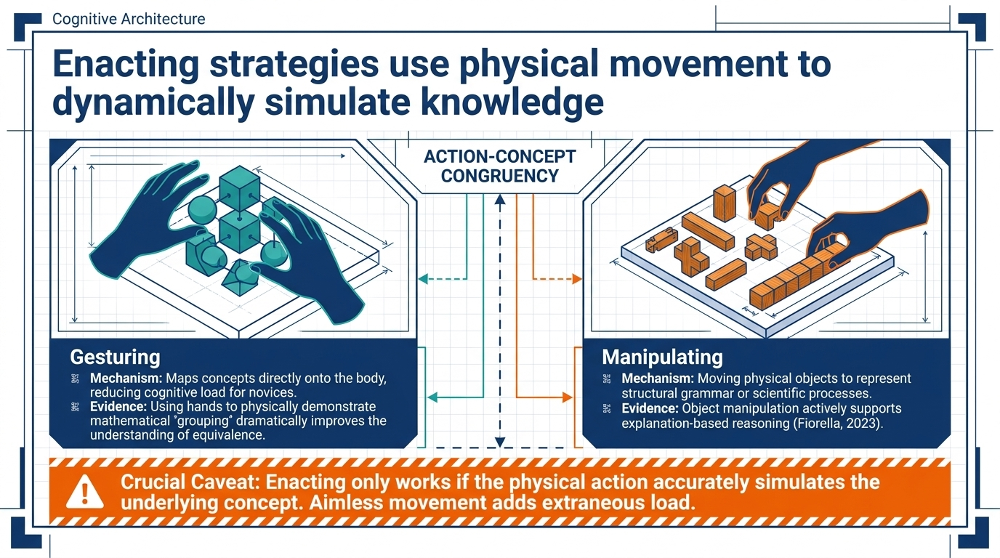 Cognitive Architecture
Enacting strategies use physical movement to
dynamically simulate knowledge
ACTION-CONCEPT
CONGRUENCY
Gesturing
Mechanism: Maps concepts directly onto the body,
reducing cognitive load for novices.
Evidence: Using hands to physically demonstrate
mathematical "grouping" dramatically improves the
understanding of equivalence.
Manipulating
Mechanism: Moving physical objects to represent
structural grammar or scientific processes.
Evidence: Object manipulation actively supports
explanation-based reasoning (Fiorella, 2023).
Crucial Caveat: Enacting only works if the physical action accurately simulates the
underlying concept. Aimless movement adds extraneous load.